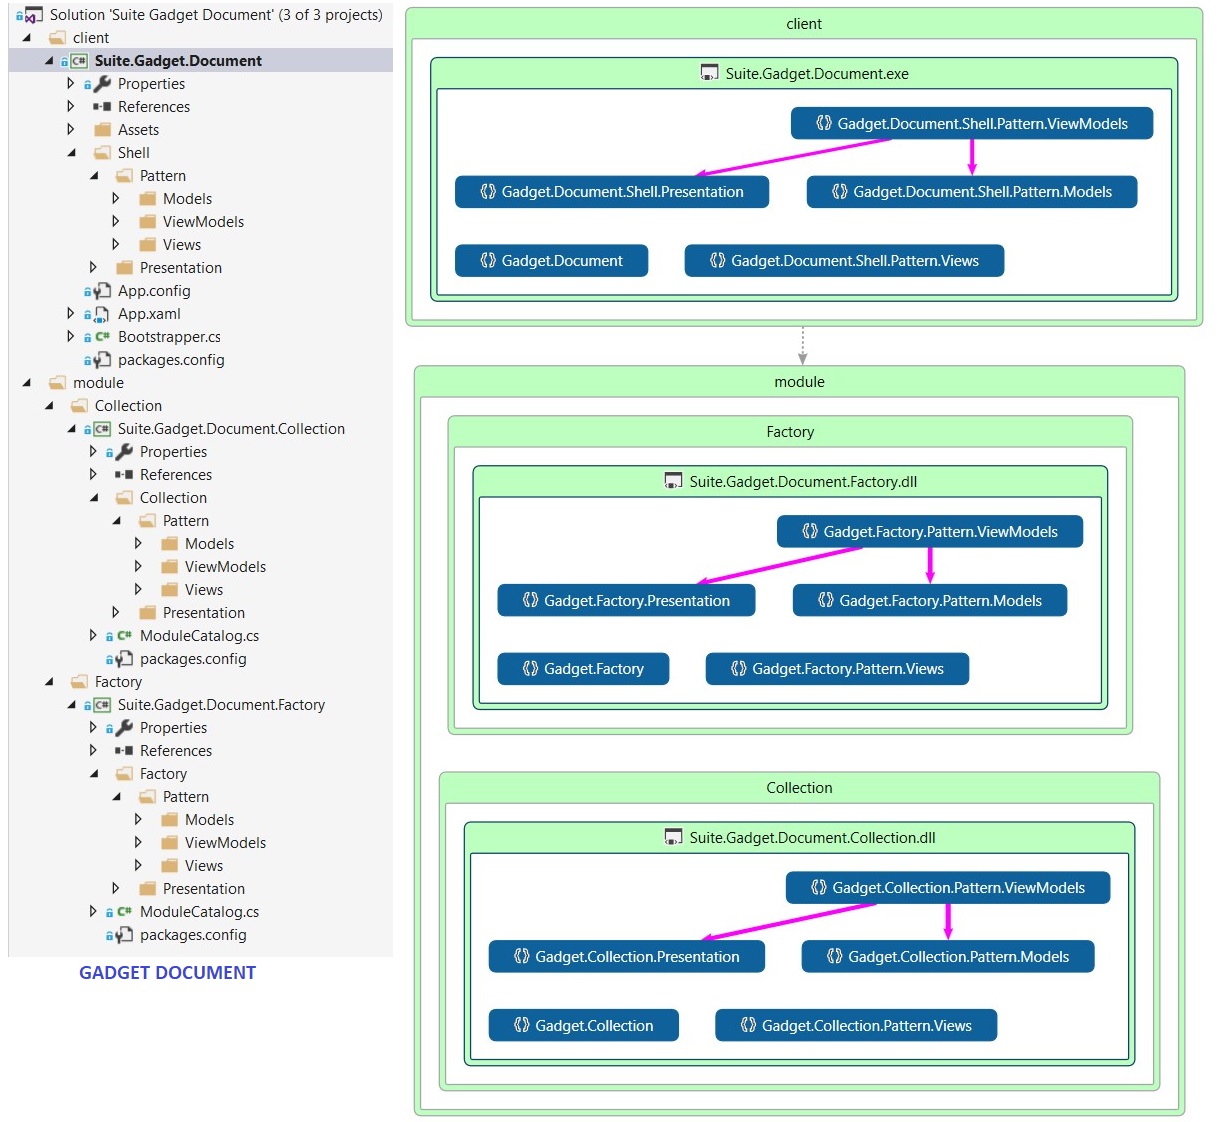 Solution 'Suite Gadget Document' (3 of 3 projects)
client
Suite.Gadget.Document
Properties
References
Assets
Shell
Pattern
Models
ViewModels
Views
Presentation
App.config
App.xaml
C# Bootstrapper.cs
packages.config
module
Collection
C# Suite.Gadget.Document.Collection
Properties
References
Collection
Pattern
Models
ViewModels
Views
Presentation
C# ModuleCatalog.cs
packages.config
Factory
C# Suite.Gadget.Document.Factory
Properties
References
Factory
Pattern
Models
ViewModels
Views
Presentation
C# ModuleCatalog.cs
packages.config
GADGET DOCUMENT
client
Suite.Gadget.Document.exe
Gadget.Document.Shell.Pattern.ViewModels
Gadget.Document.Shell.Presentation
Gadget.Document.Shell.Pattern.Models
Gadget.Document
Gadget.Document.Shell.Pattern.Views
module
Factory
Suite.Gadget.Document.Factory.dll
Gadget.Factory.Pattern.ViewModels
Gadget.Factory.Presentation
Gadget.Factory.Pattern.Models
Gadget.Factory
Gadget.Factory.Pattern.Views
Collection
Suite.Gadget.Document.Collection.dll
Gadget.Collection.Pattern.ViewModels
Gadget.Collection.Presentation
Gadget.Collection.Pattern.Models
Gadget.Collection
Gadget.Collection.Pattern.Views